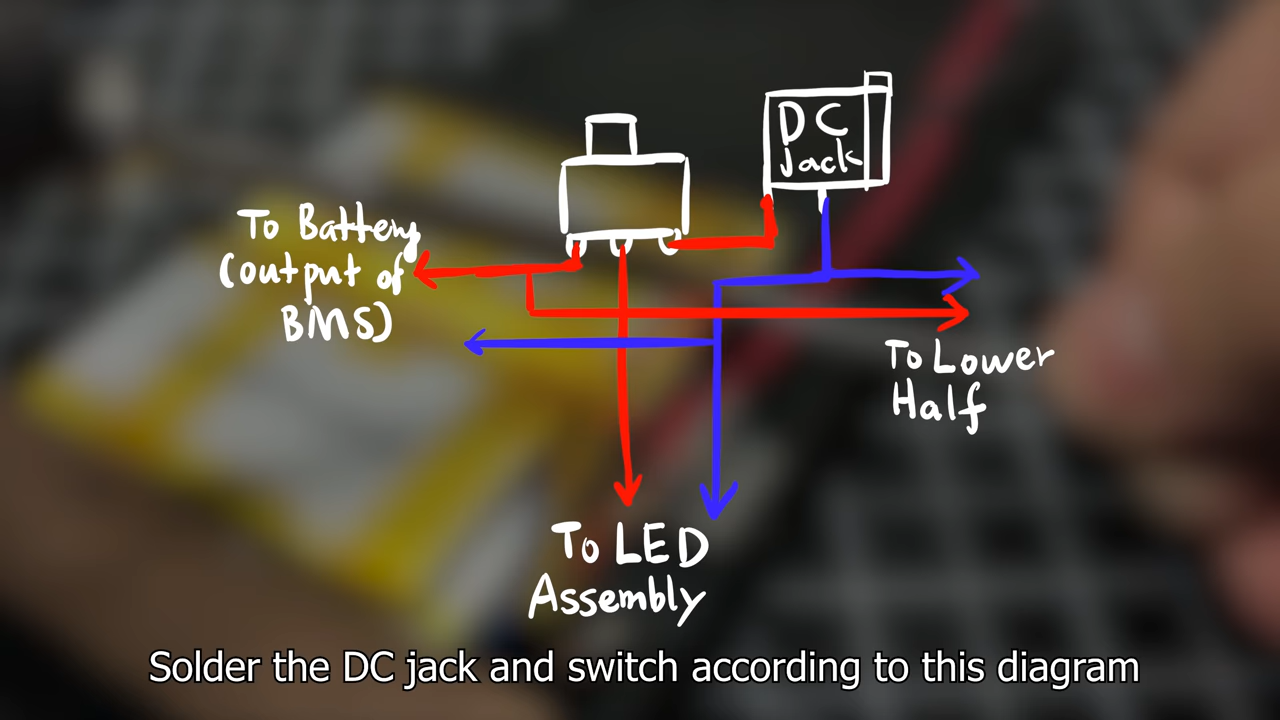 DC
jack
To Battery
(output of
BMS)
To Lower
Half
To LED
Assembly
Solder the DC jack and switch according to this diagram